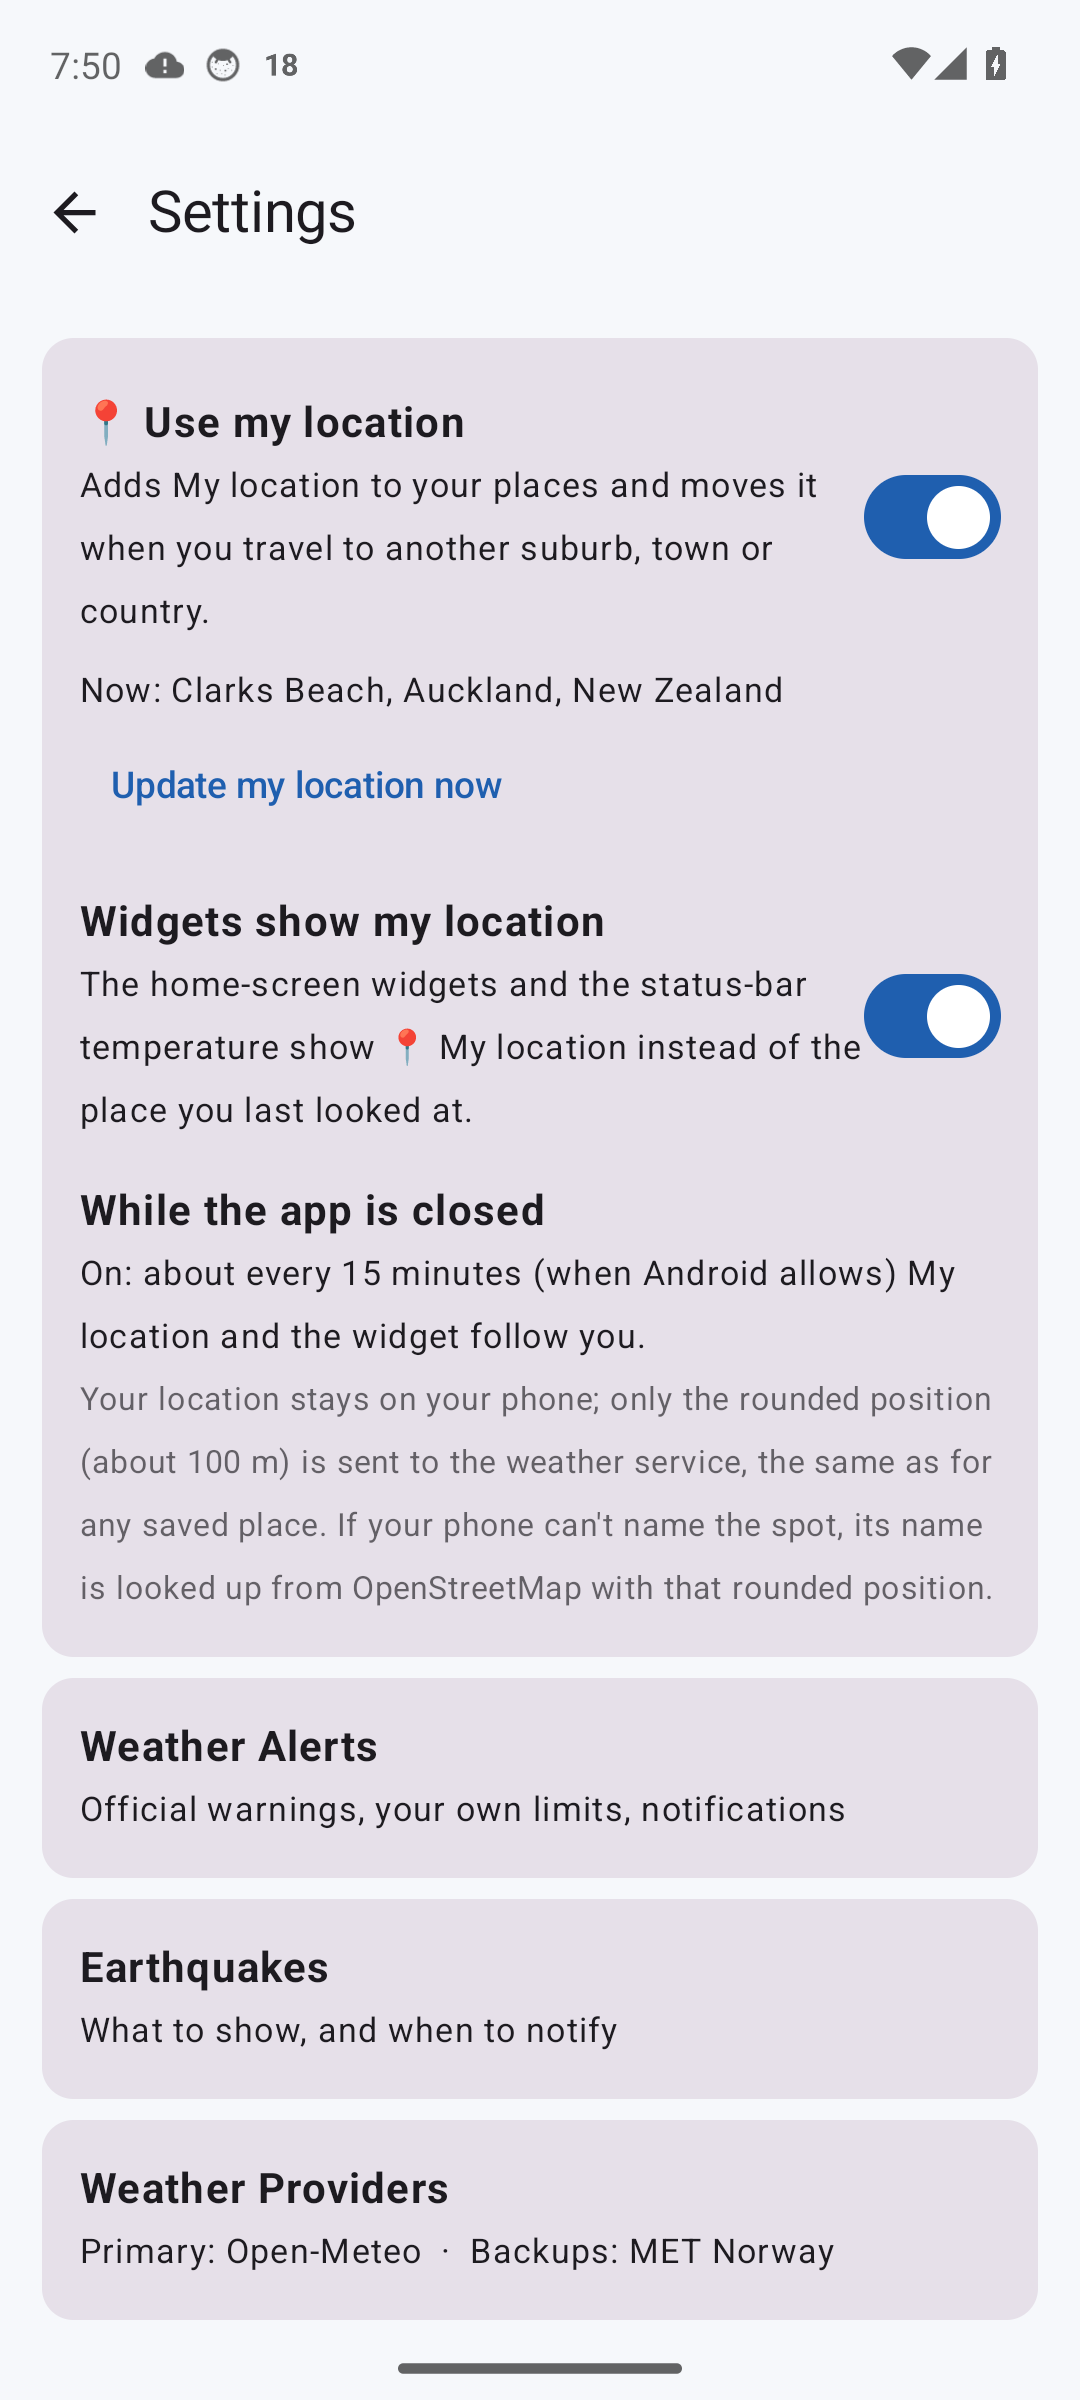 7:50 18
Settings
📍 Use my location
Adds My location to your places and moves it
when you travel to another suburb, town or
country.
Now: Clarks Beach, Auckland, New Zealand
Update my location now
Widgets show my location
The home-screen widgets and the status-bar
temperature show 📍 My location instead of the
place you last looked at.
While the app is closed
On: about every 15 minutes (when Android allows) My
location and the widget follow you.
Your location stays on your phone; only the rounded position
(about 100 m) is sent to the weather service, the same as for
any saved place. If your phone can't name the spot, its name
is looked up from OpenStreetMap with that rounded position.
Weather Alerts
Official warnings, your own limits, notifications
Earthquakes
What to show, and when to notify
Weather Providers
Primary: Open-Meteo · Backups: MET Norway